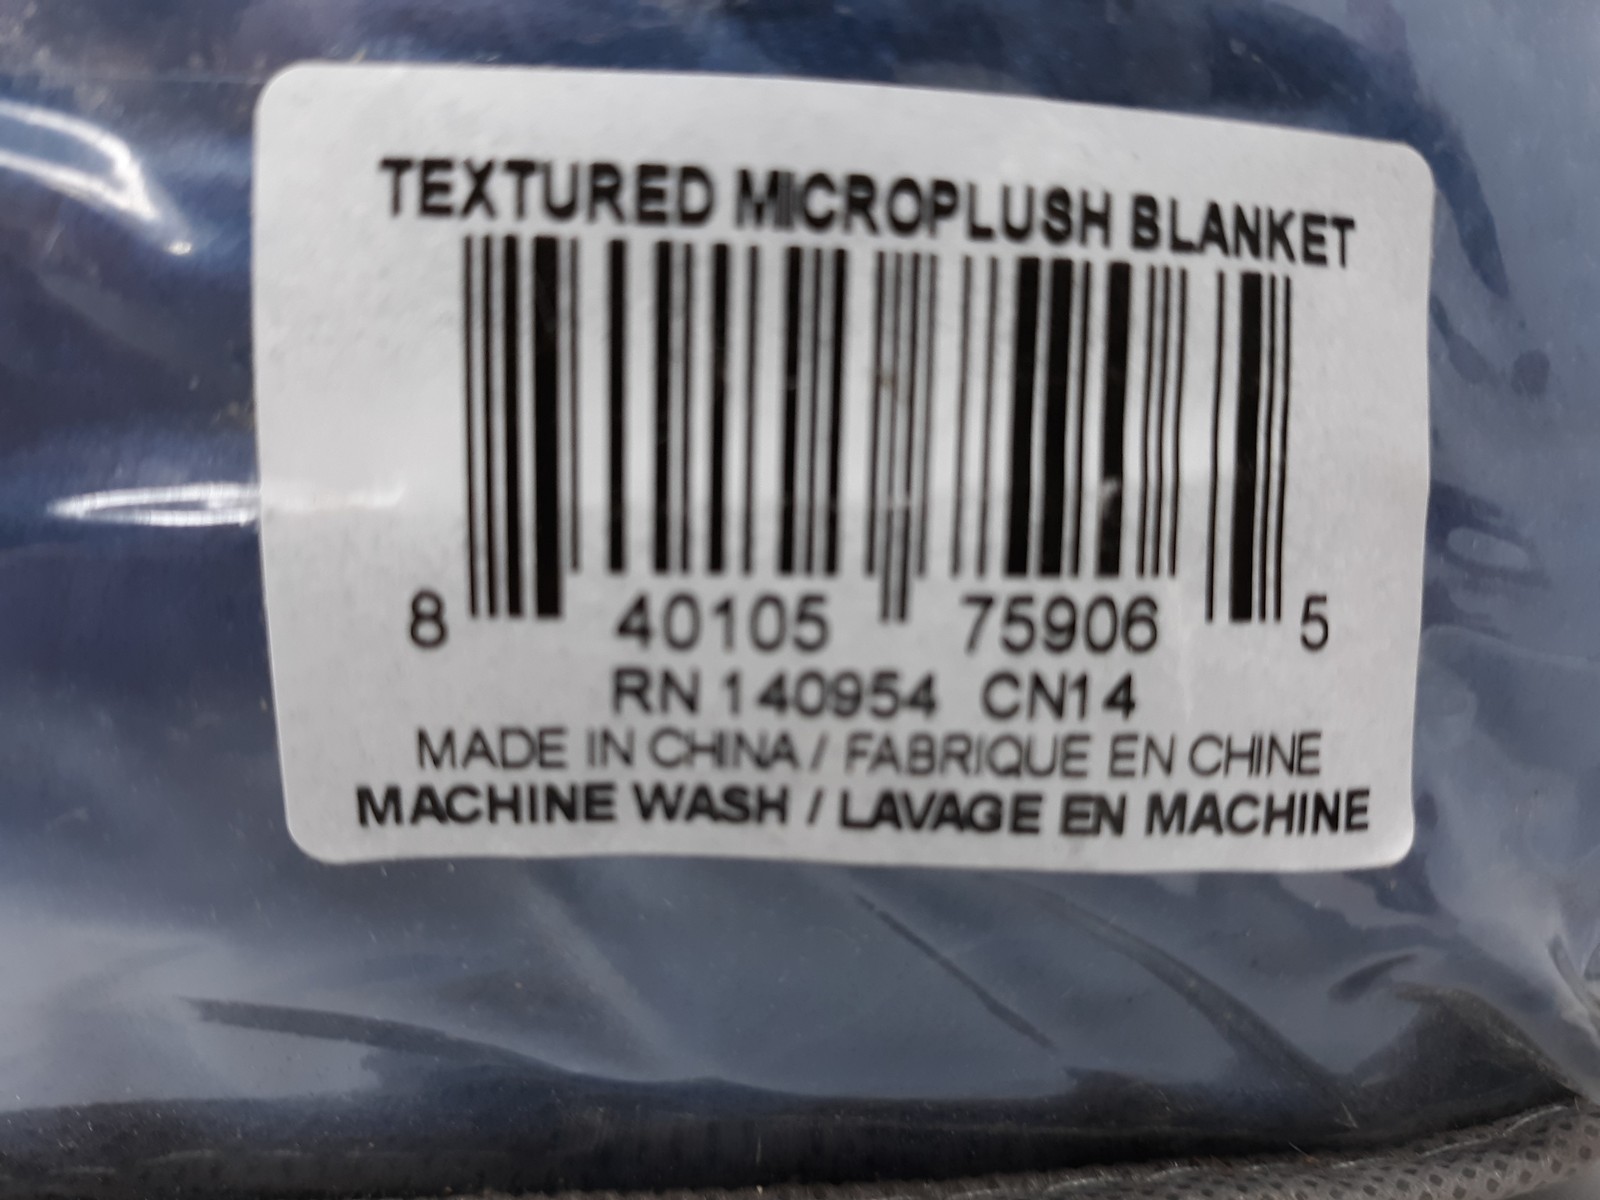 TEXTURED MICROPLUSH BLANKET
8 40105 75906 5
RN 140954 CN14
MADE IN CHINA / FABRIQUE EN CHINE
MACHINE WASH / LAVAGE EN MACHINE